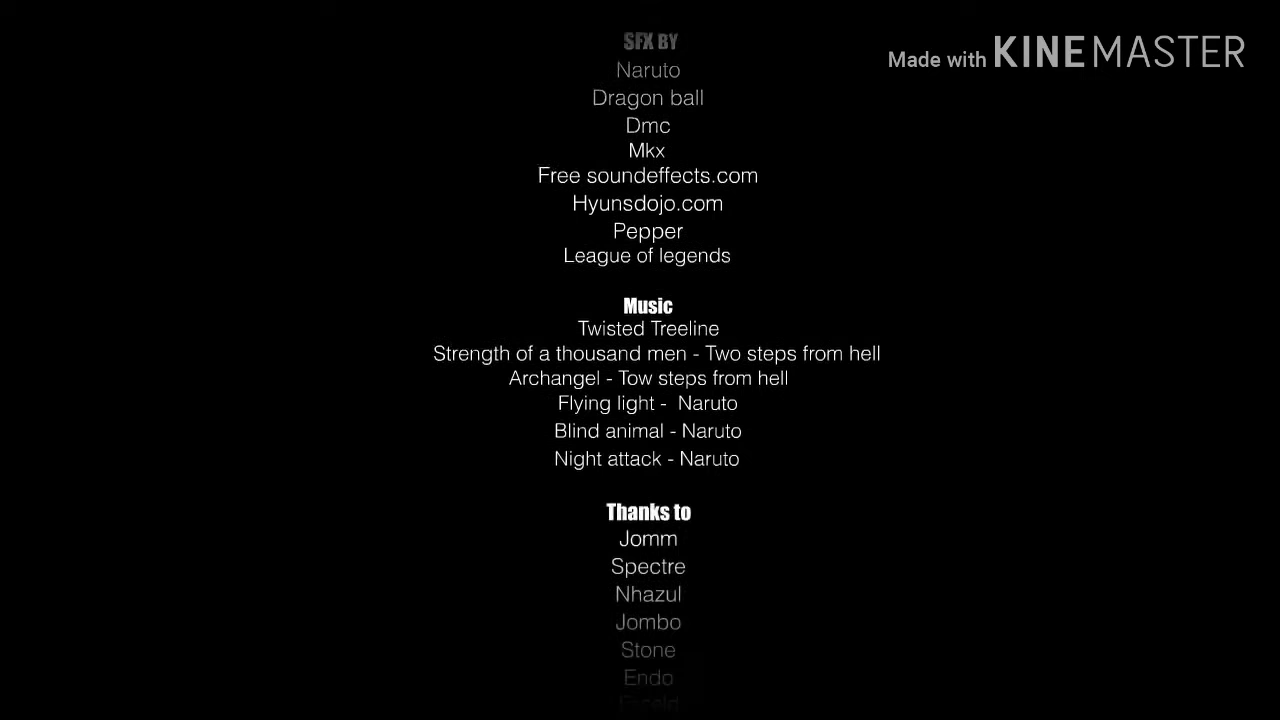 SFX BY
Made with KINEMASTER
Naruto
Dragon ball
Dmc
Mkx
Free soundeffects.com
Hyunsdojo.com
Pepper
League of legends
Music
Twisted Treeline
Strength of a thousand men - Two steps from hell
Archangel - Tow steps from hell
Flying light - Naruto
Blind animal - Naruto
Night attack - Naruto
Thanks to
Jomm
Spectre
Nhazul
Jombo
Stone
Endo